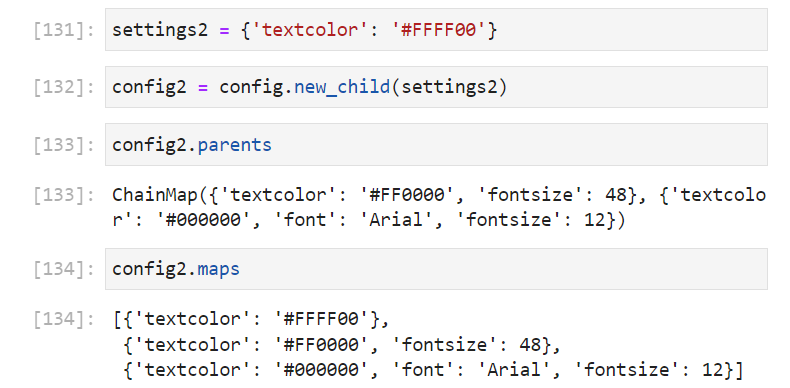 [131]: settings2 = {'textcolor': '#FFFF00'}
[132]: config2 = config.new_child(settings2)
[133]: config2.parents
[133]: ChainMap({'textcolor': '#FF0000', 'fontsize': 48}, {'textcolo
r': '#000000', 'font': 'Arial', 'fontsize': 12})
[134]: config2.maps
[134]: [{'textcolor': '#FFFF00'},
{'textcolor': '#FF0000', 'fontsize': 48},
{'textcolor': '#000000', 'font': 'Arial', 'fontsize': 12}]